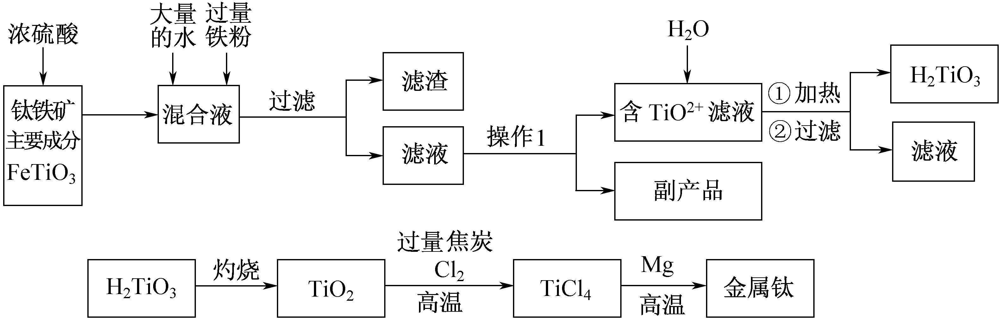 浓硫酸
大量
的水
过量
铁粉
钛铁矿
主要成分
FeTiO₃
混合液
过滤
滤渣
滤液
操作1
H₂O
含 TiO²⁺ 滤液
副产品
①加热
②过滤
H₂TiO₃
滤液
H₂TiO₃
灼烧
TiO₂
过量焦炭
Cl₂
高温
TiCl₄
Mg
高温
金属钛